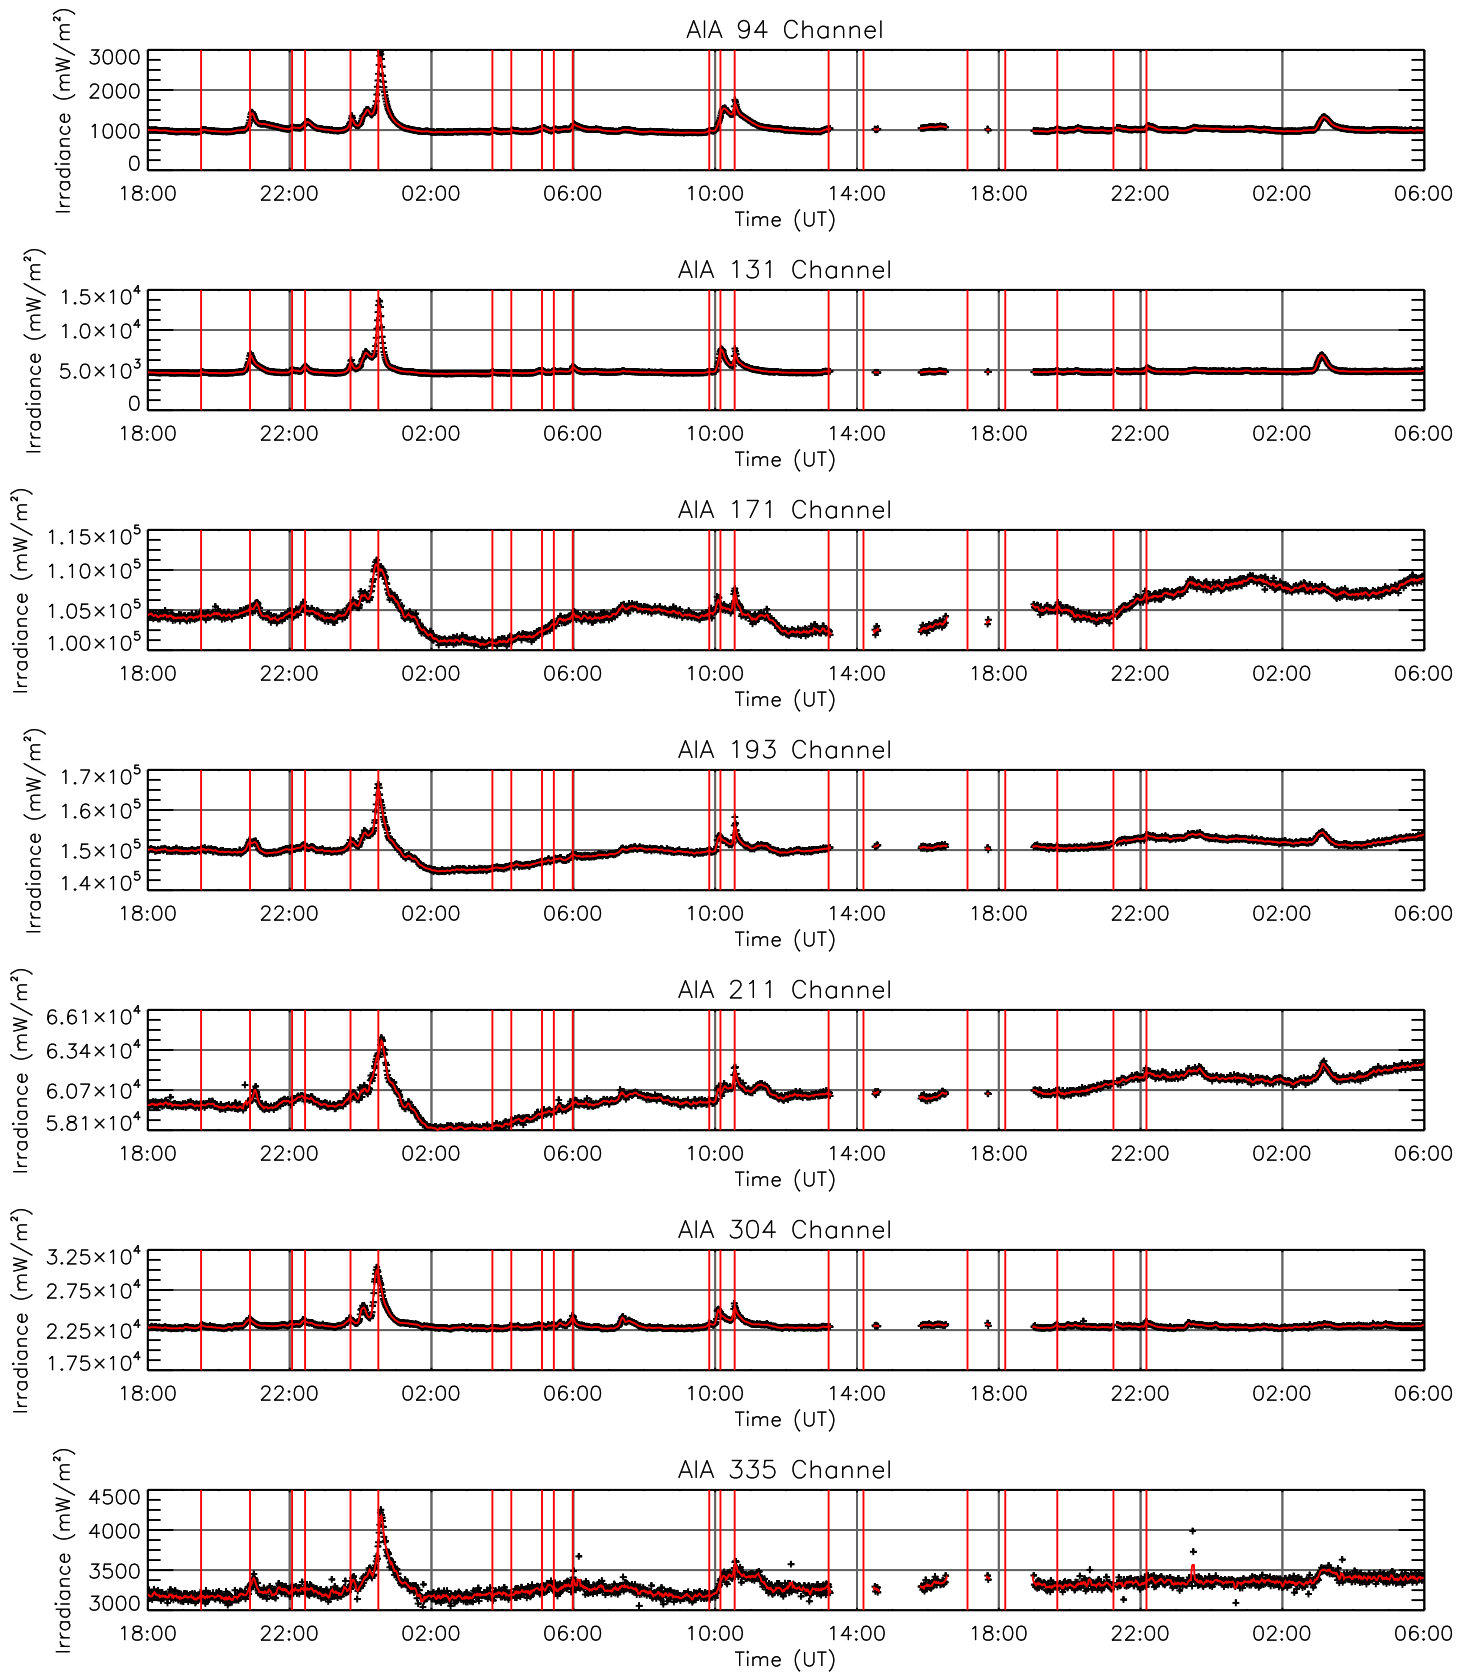 AIA 94 Channel
Irradiance (mW/m²)
3000
2000
1000
0
18:00 22:00 02:00 06:00 10:00 14:00 18:00 22:00 02:00 06:00
Time (UT)
AIA 131 Channel
Irradiance (mW/m²)
1.5×10⁴
1.0×10⁴
5.0×10³
0
18:00 22:00 02:00 06:00 10:00 14:00 18:00 22:00 02:00 06:00
Time (UT)
AIA 171 Channel
Irradiance (mW/m²)
1.15×10⁵
1.10×10⁵
1.05×10⁵
1.00×10⁵
18:00 22:00 02:00 06:00 10:00 14:00 18:00 22:00 02:00 06:00
Time (UT)
AIA 193 Channel
Irradiance (mW/m²)
1.7×10⁵
1.6×10⁵
1.5×10⁵
1.4×10⁵
18:00 22:00 02:00 06:00 10:00 14:00 18:00 22:00 02:00 06:00
Time (UT)
AIA 211 Channel
Irradiance (mW/m²)
6.61×10⁴
6.34×10⁴
6.07×10⁴
5.81×10⁴
18:00 22:00 02:00 06:00 10:00 14:00 18:00 22:00 02:00 06:00
Time (UT)
AIA 304 Channel
Irradiance (mW/m²)
3.25×10⁴
2.75×10⁴
2.25×10⁴
1.75×10⁴
18:00 22:00 02:00 06:00 10:00 14:00 18:00 22:00 02:00 06:00
Time (UT)
AIA 335 Channel
Irradiance (mW/m²)
4500
4000
3500
3000
18:00 22:00 02:00 06:00 10:00 14:00 18:00 22:00 02:00 06:00
Time (UT)